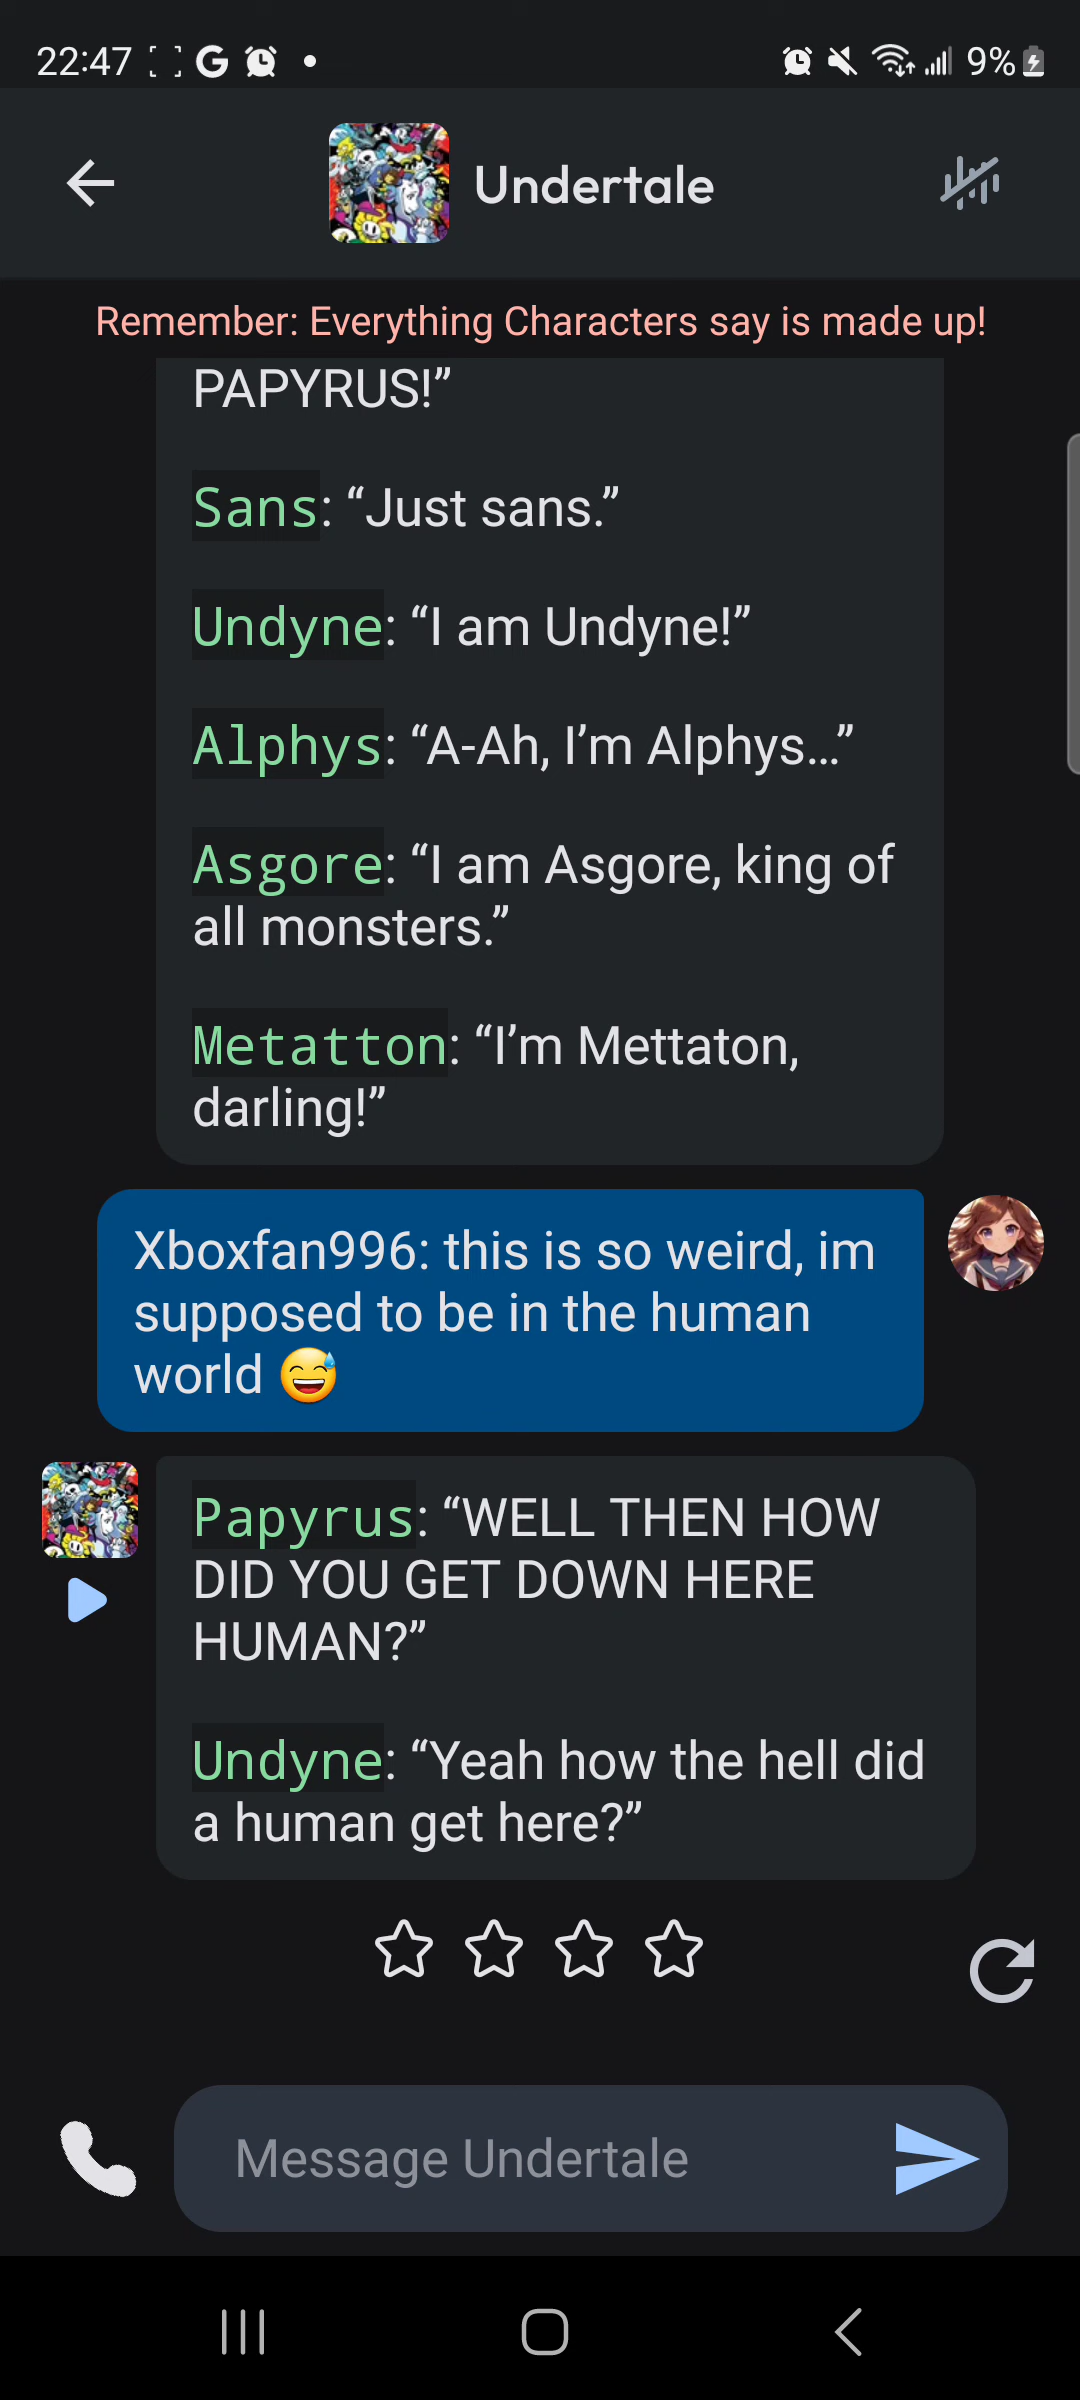 22:47 G 9%
Undertale
Remember: Everything Characters say is made up!
PAPYRUS!”
Sans: “Just sans.”
Undyne: “I am Undyne!”
Alphys: “A-Ah, I’m Alphys...”
Asgore: “I am Asgore, king of
all monsters.”
Metatton: “I’m Mettaton,
darling!”
Xboxfan996: this is so weird, im
supposed to be in the human
world 😅
Papyrus: “WELL THEN HOW
DID YOU GET DOWN HERE
HUMAN?”
Undyne: “Yeah how the hell did
a human get here?”
Message Undertale